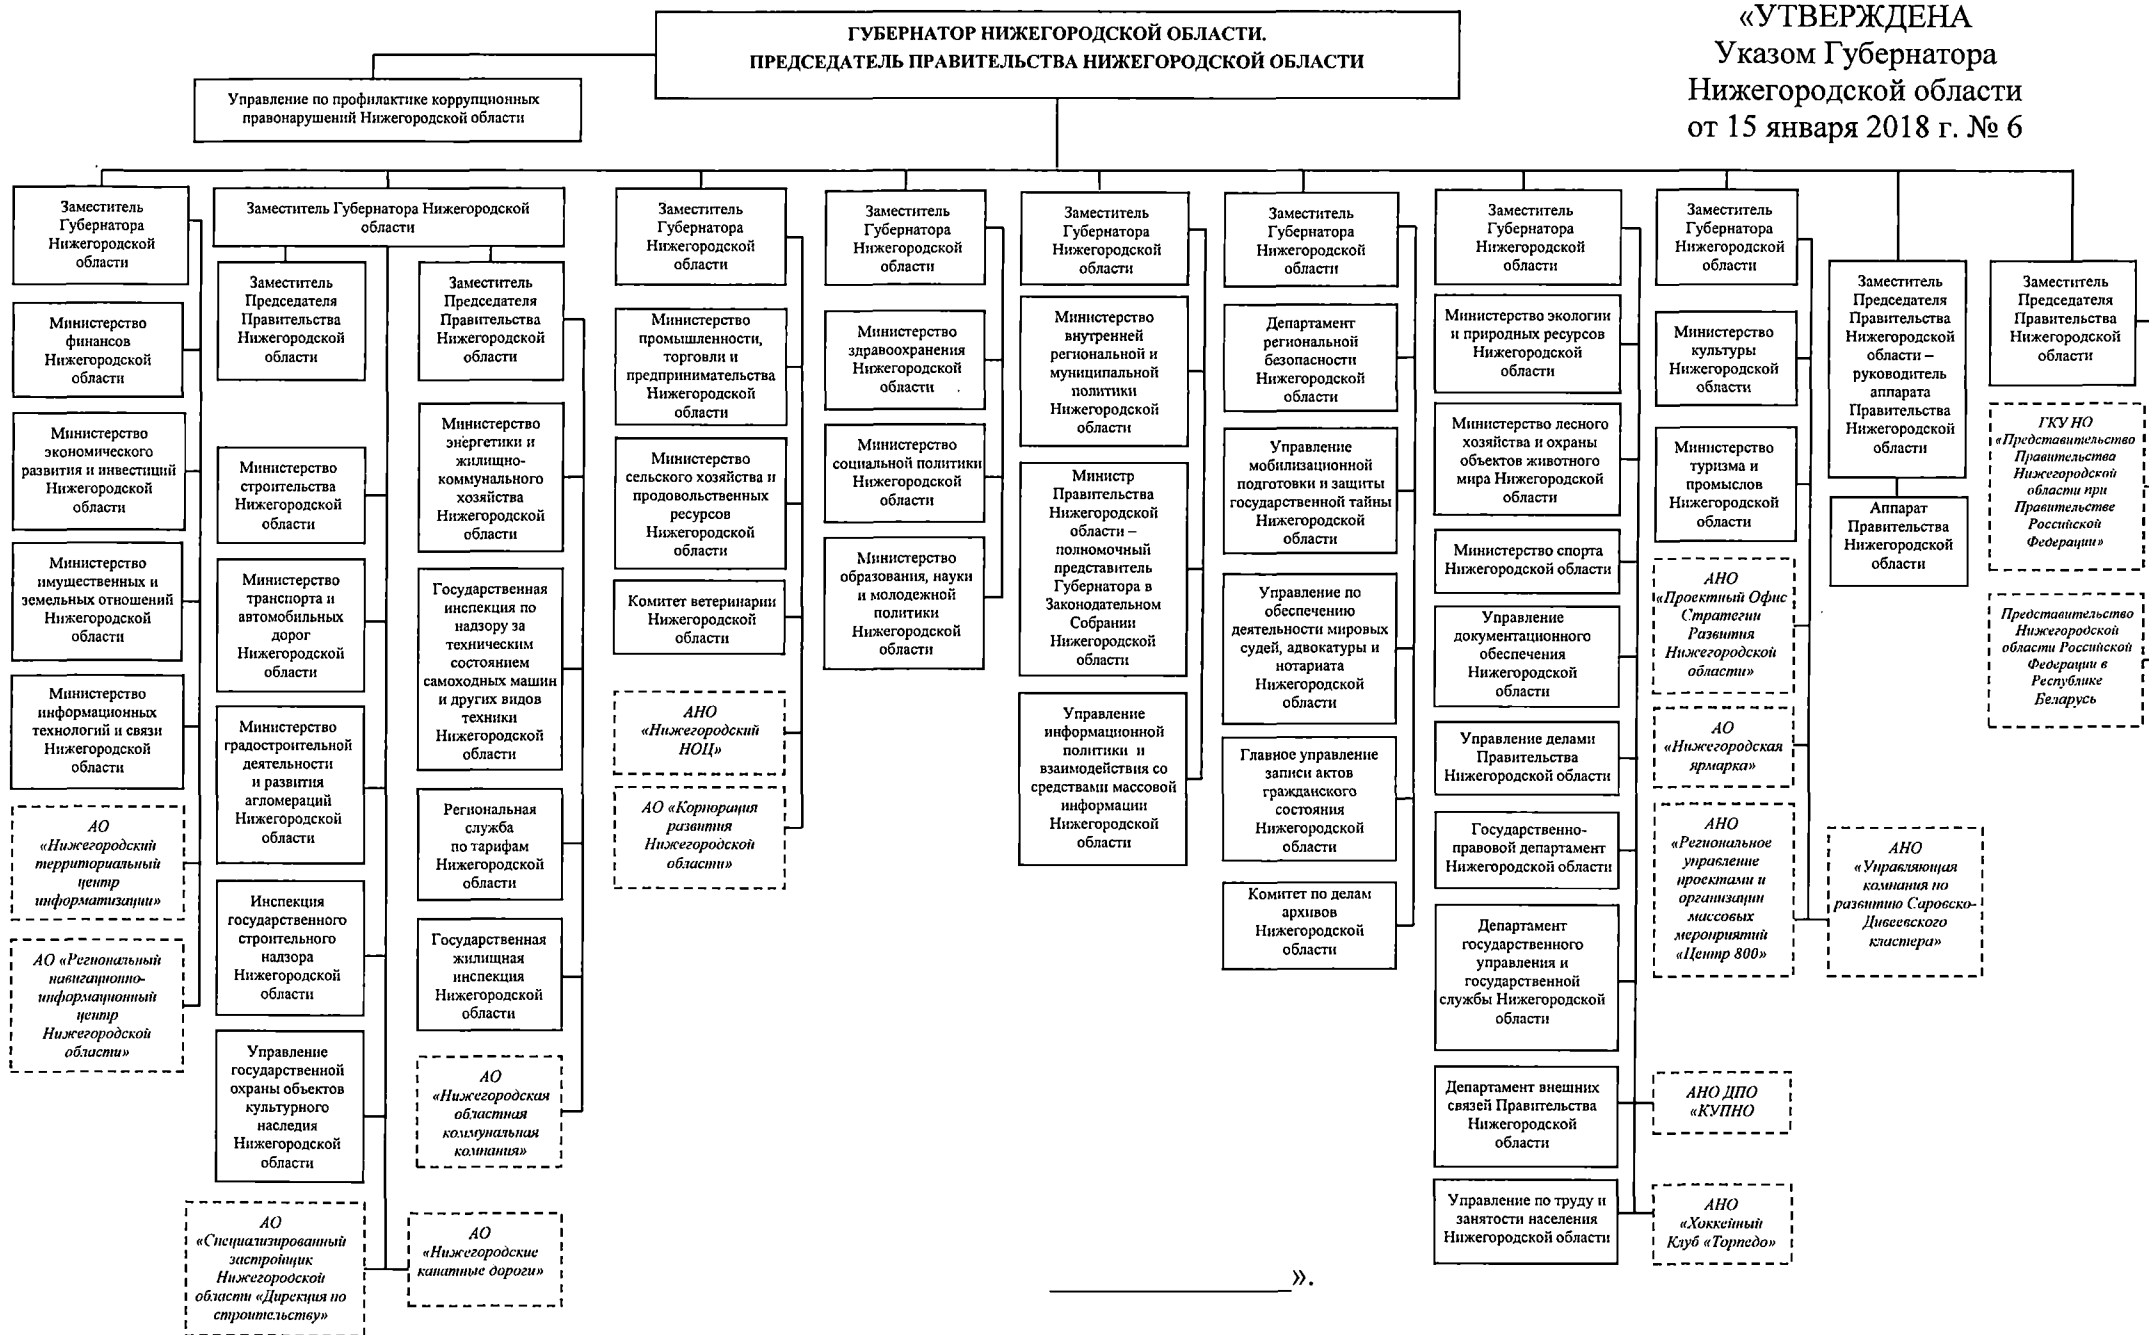 «УТВЕРЖДЕНА
Указом Губернатора
Нижегородской области
от 15 января 2018 г. № 6
ГУБЕРНАТОР НИЖЕГОРОДСКОЙ ОБЛАСТИ.
ПРЕДСЕДАТЕЛЬ ПРАВИТЕЛЬСТВА НИЖЕГОРОДСКОЙ ОБЛАСТИ
Управление по профилактике коррупционных
правонарушений Нижегородской области
Заместитель
Губернатора
Нижегородской
области
Министерство
финансов
Нижегородской
области
Министерство
экономического
развития и инвестиций
Нижегородской
области
Министерство
имущественных и
земельных отношений
Нижегородской
области
Министерство
информационных
технологий и связи
Нижегородской
области
АО
«Нижегородский
территориальный
центр
информатизации»
АО «Региональный
навигационно-
информационный
центр
Нижегородской
области»
Заместитель Губернатора Нижегородской
области
Заместитель
Председателя
Правительства
Нижегородской
области
Министерство
строительства
Нижегородской
области
Министерство
транспорта и
автомобильных
дорог
Нижегородской
области
Министерство
градостроительной
деятельности
и развития
агломераций
Нижегородской
области
Инспекция
государственного
строительного
надзора
Нижегородской
области
Управление
государственной
охраны объектов
культурного
наследия
Нижегородской
области
АО
«Специализированный
застройщик
Нижегородской
области «Дирекция по
строительству»
Заместитель
Председателя
Правительства
Нижегородской
области
Министерство
энергетики и
жилищно-
коммунального
хозяйства
Нижегородской
области
Государственная
инспекция по
надзору за
техническим
состоянием
самоходных машин
и других видов
техники
Нижегородской
области
Региональная
служба
по тарифам
Нижегородской
области
Государственная
жилищная
инспекция
Нижегородской
области
АО
«Нижегородская
областная
коммунальная
компания»
АО
«Нижегородские
канатные дороги»
Заместитель
Губернатора
Нижегородской
области
Министерство
промышленности,
торговли и
предпринимательства
Нижегородской
области
Министерство
сельского хозяйства и
продовольственных
ресурсов
Нижегородской
области
Комитет ветеринарии
Нижегородской
области
АНО
«Нижегородский
НОЦ»
АО «Корпорация
развития
Нижегородской
области»
Заместитель
Губернатора
Нижегородской
области
Министерство
здравоохранения
Нижегородской
области
Министерство
социальной политики
Нижегородской
области
Министерство
образования, науки
и молодежной
политики
Нижегородской
области
Заместитель
Губернатора
Нижегородской
области
Министерство
внутренней
региональной и
муниципальной
политики
Нижегородской
области
Министр
Правительства
Нижегородской
области –
полномочный
представитель
Губернатора в
Законодательном
Собрании
Нижегородской
области
Управление
информационной
политики и
взаимодействия со
средствами массовой
информации
Нижегородской
области
Заместитель
Губернатора
Нижегородской
области
Департамент
региональной
безопасности
Нижегородской
области
Управление
мобилизационной
подготовки и защиты
государственной тайны
Нижегородской
области
Управление по
обеспечению
деятельности мировых
судей, адвокатуры и
нотариата
Нижегородской
области
Главное управление
записи актов
гражданского
состояния
Нижегородской
области
Комитет по делам
архивов
Нижегородской
области
Заместитель
Губернатора
Нижегородской
области
Министерство экологии
и природных ресурсов
Нижегородской
области
Министерство лесного
хозяйства и охраны
объектов животного
мира Нижегородской
области
Министерство спорта
Нижегородской области
Управление
документационного
обеспечения
Нижегородской
области
Управление делами
Правительства
Нижегородской области
Государственно-
правовой департамент
Нижегородской области
Департамент
государственного
управления и
государственной
службы Нижегородской
области
Департамент внешних
связей Правительства
Нижегородской
области
Управление по труду и
занятости населения
Нижегородской области
Заместитель
Губернатора
Нижегородской
области
Министерство
культуры
Нижегородской
области
Министерство
туризма и
промыслов
Нижегородской
области
АНО
«Проектный Офис
Стратегии
Развития
Нижегородской
области»
АО
«Нижегородская
ярмарка»
АНО
«Региональное
управление
проектами и
организации
массовых
мероприятий
«Центр 800»
АНО ДПО
«КУПНО
АНО
«Хоккейный
Клуб «Торпедо»
Заместитель
Председателя
Правительства
Нижегородской
области –
руководитель
аппарата
Правительства
Нижегородской
области
Аппарат
Правительства
Нижегородской
области
АНО
«Управляющая
компания по
развитию Саровско-
Дивеевского
кластера»
Заместитель
Председателя
Правительства
Нижегородской
области
ГКУ НО
«Представительство
Правительства
Нижегородской
области при
Правительстве
Российской
Федерации»
Представительство
Нижегородской
области Российской
Федерации в
Республике
Беларусь
».